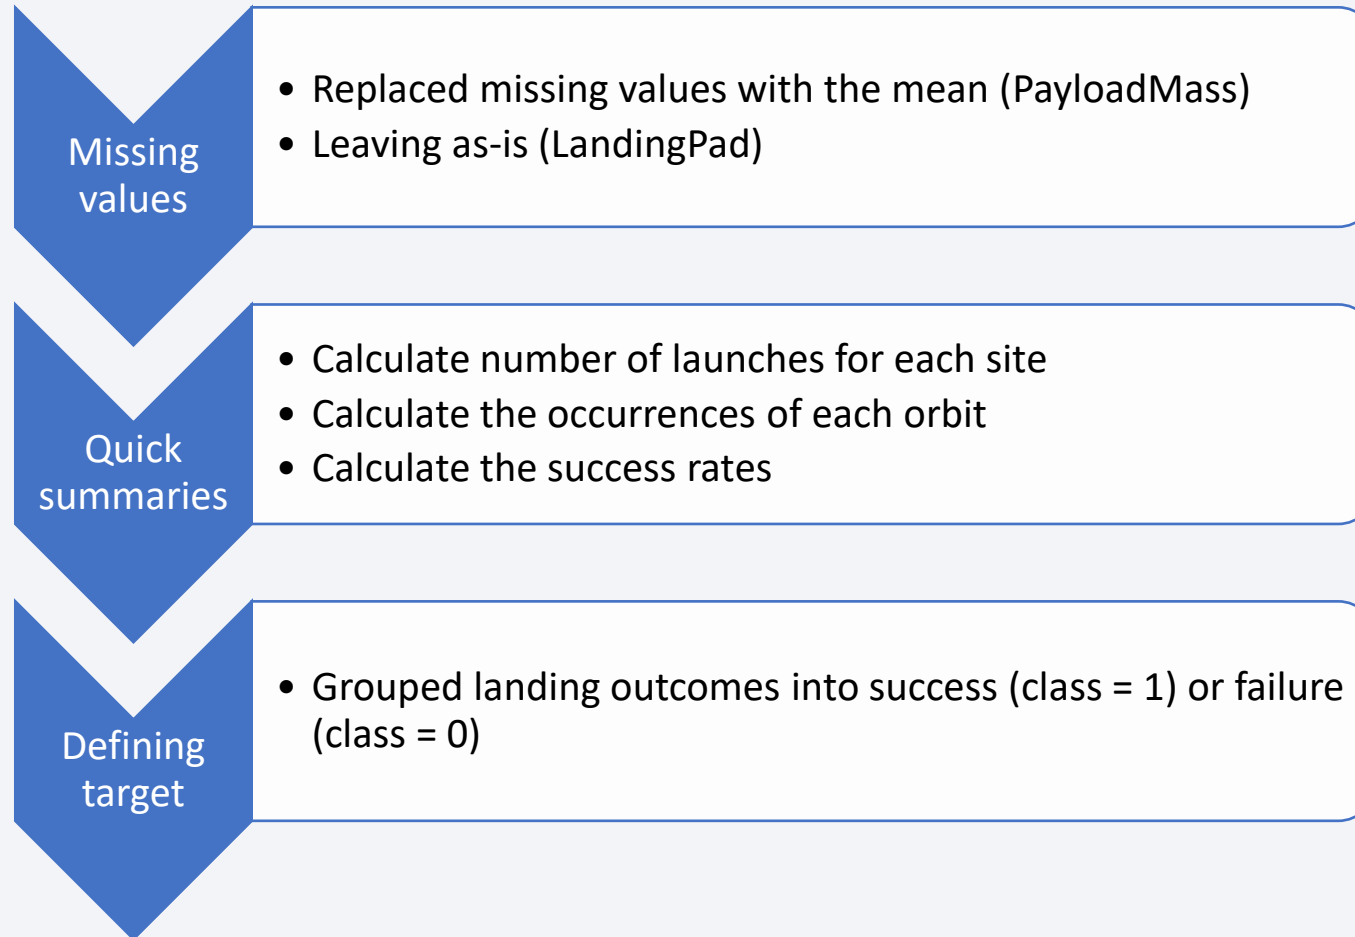 Missing
values
• Replaced missing values with the mean (PayloadMass)
• Leaving as-is (LandingPad)
Quick
summaries
• Calculate number of launches for each site
• Calculate the occurrences of each orbit
• Calculate the success rates
Defining
target
• Grouped landing outcomes into success (class = 1) or failure
(class = 0)